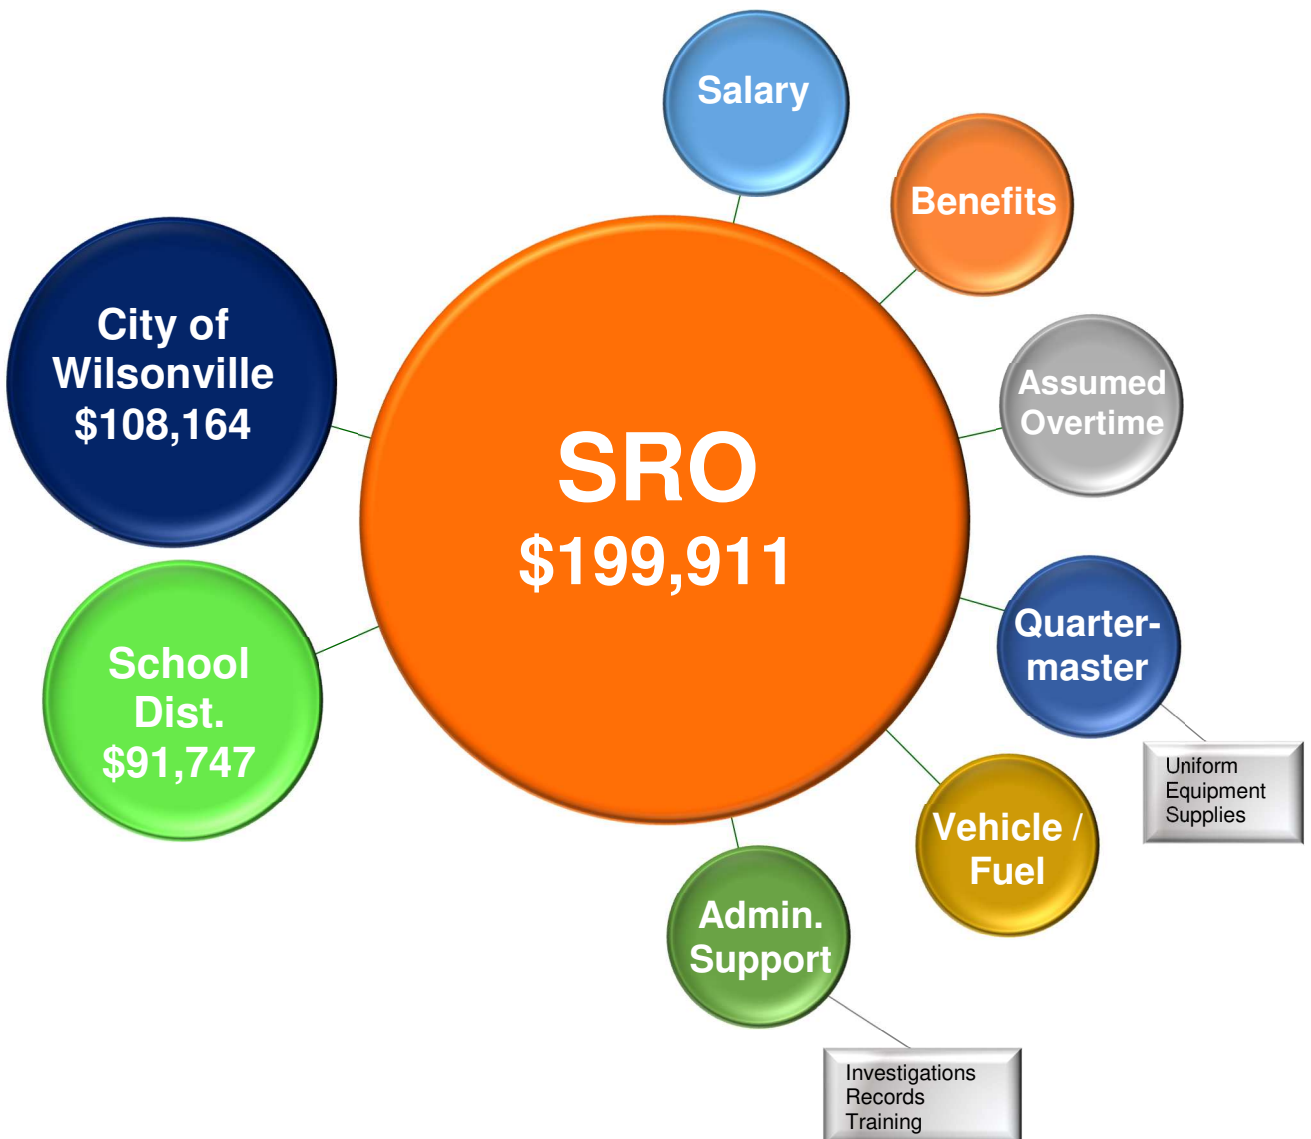 Salary
Benefits
City of
Wilsonville
$108,164
Assumed
Overtime
SRO
$199,911
Quarter-
master
School
Dist.
$91,747
Uniform
Equipment
Supplies
Vehicle /
Fuel
Admin.
Support
Investigations
Records
Training